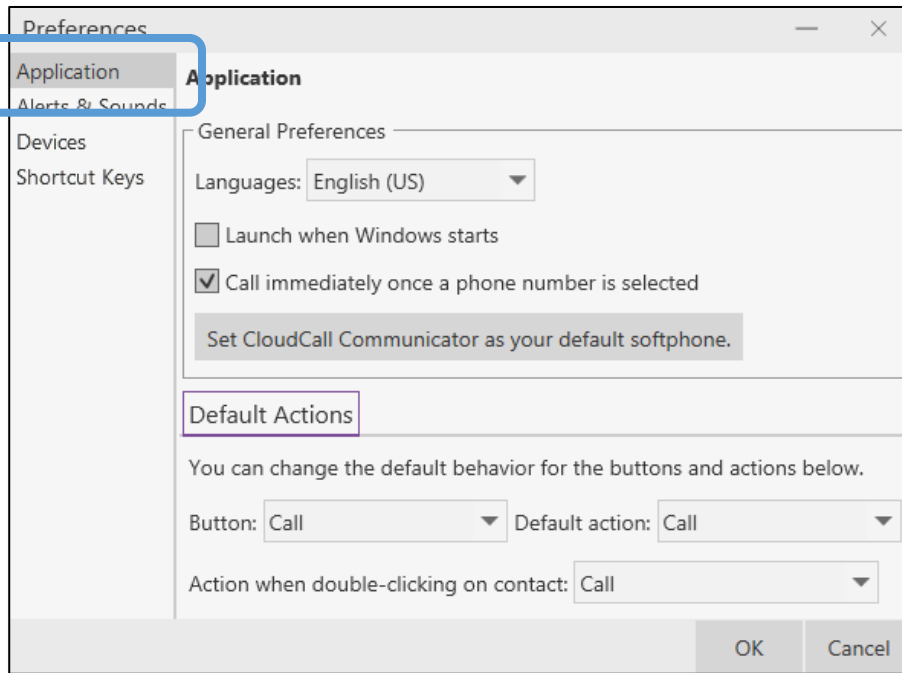 Preferences
Application
Alerts & Sounds
Devices
Shortcut Keys
Application
General Preferences
Languages: English (US)
Launch when Windows starts
Call immediately once a phone number is selected
Set CloudCall Communicator as your default softphone.
Default Actions
You can change the default behavior for the buttons and actions below.
Button: Call Default action: Call
Action when double-clicking on contact: Call
OK Cancel